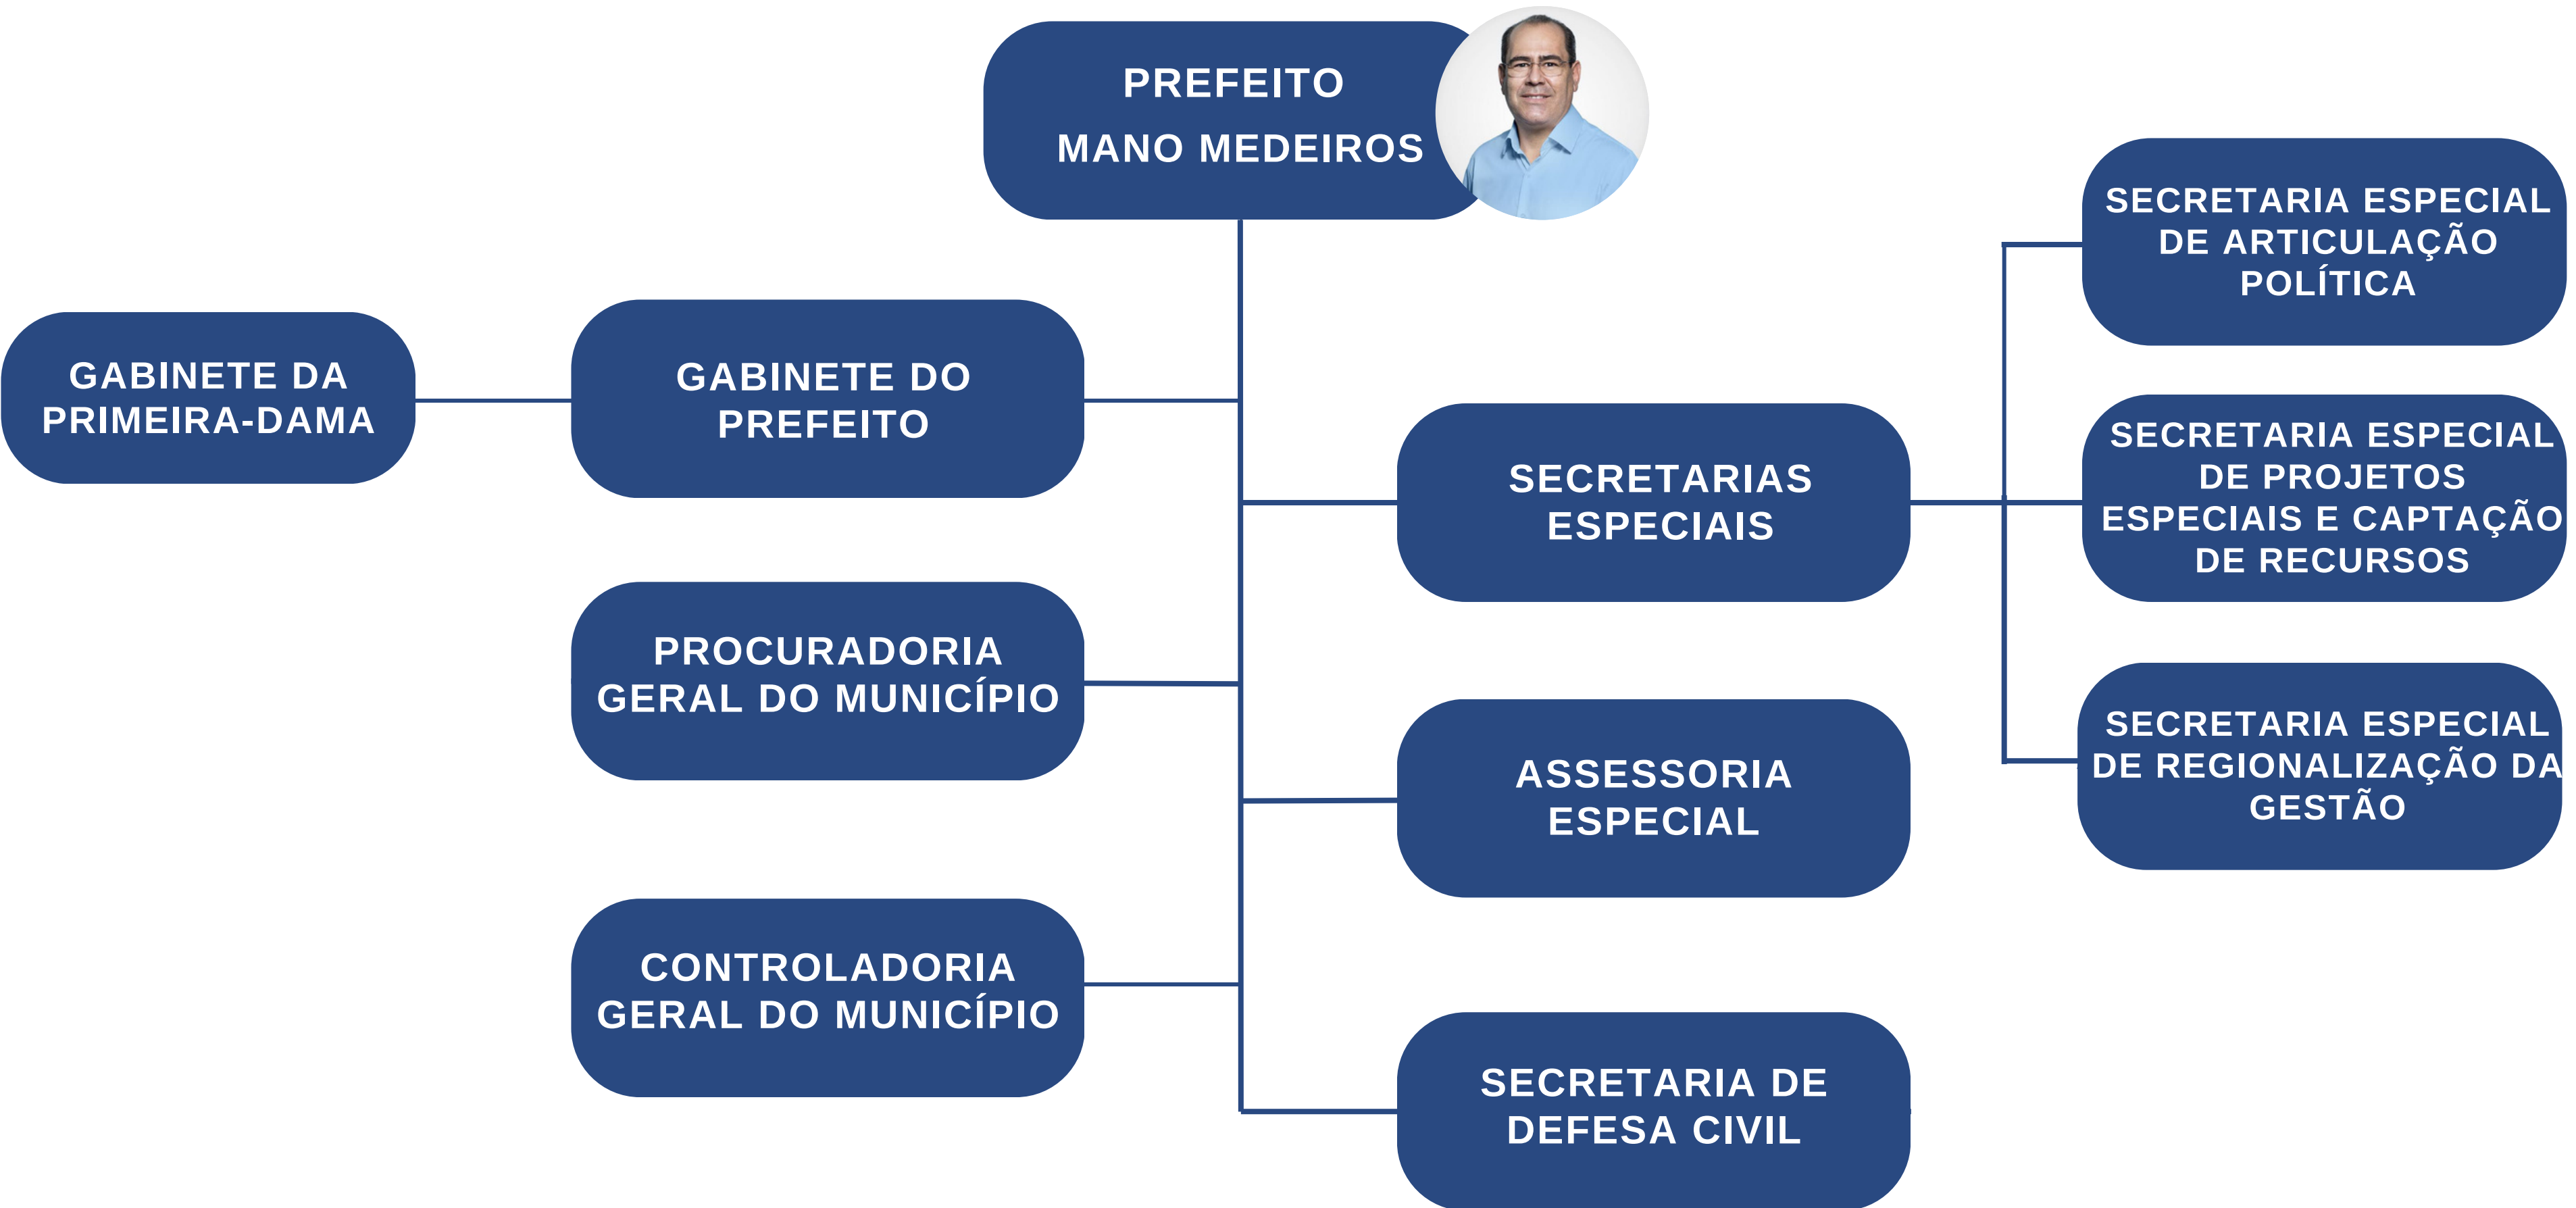 PREFEITO
MANO MEDEIROS
GABINETE DA
PRIMEIRA-DAMA
GABINETE DO
PREFEITO
PROCURADORIA
GERAL DO MUNICÍPIO
CONTROLADORIA
GERAL DO MUNICÍPIO
SECRETARIAS
ESPECIAIS
ASSESSORIA
ESPECIAL
SECRETARIA DE
DEFESA CIVIL
SECRETARIA ESPECIAL
DE ARTICULAÇÃO
POLÍTICA
SECRETARIA ESPECIAL
DE PROJETOS
ESPECIAIS E CAPTAÇÃO
DE RECURSOS
SECRETARIA ESPECIAL
DE REGIONALIZAÇÃO DA
GESTÃO